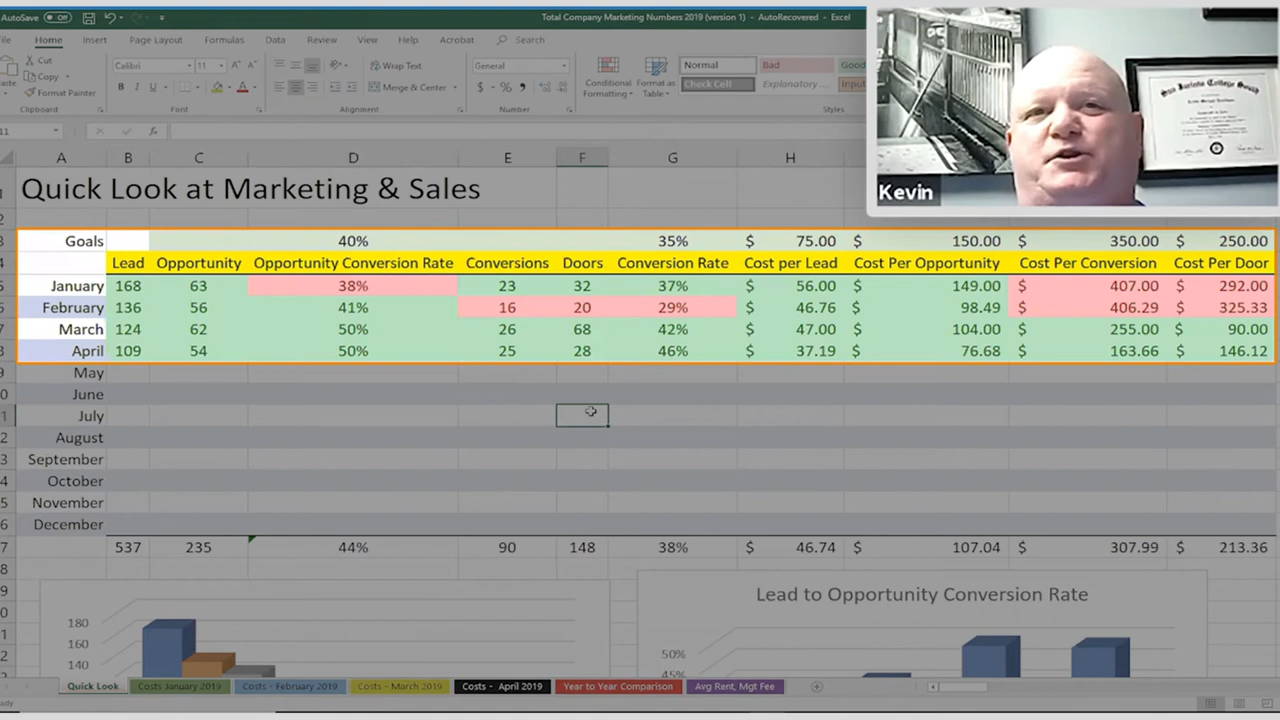 AutoSave Off
Total Company Marketing Numbers 2019 (version 1) - AutoRecovered - Excel
Home Insert Page Layout Formulas Data Review View Help Acrobat Search
Cut
Copy
Format Painter
Clipboard
Calibri 11
B I U
Font
Wrap Text
Merge & Center
Alignment
General
$ % ,
Number
Conditional
Formatting
Format as
Table
Normal Bad Good
Check Cell Explanatory ... Input
Styles
fx
A B C D E F G H
Quick Look at Marketing & Sales
Goals 40% 35% $ 75.00 $ 150.00 $ 350.00 $ 250.00
Lead Opportunity Opportunity Conversion Rate Conversions Doors Conversion Rate Cost per Lead Cost Per Opportunity Cost Per Conversion Cost Per Door
January 168 63 38% 23 32 37% $ 56.00 $ 149.00 $ 407.00 $ 292.00
February 136 56 41% 16 20 29% $ 46.76 $ 98.49 $ 406.29 $ 325.33
March 124 62 50% 26 68 42% $ 47.00 $ 104.00 $ 255.00 $ 90.00
April 109 54 50% 25 28 46% $ 37.19 $ 76.68 $ 163.66 $ 146.12
May
June
July
August
September
October
November
December
537 235 44% 90 148 38% $ 46.74 $ 107.04 $ 307.99 $ 213.36
180
160
140
Lead to Opportunity Conversion Rate
50%
45%
Quick Look Costs January 2019 Costs - February 2019 Costs - March 2019 Costs - April 2019 Year to Year Comparison Avg Rent, Mgt Fee
San Jacinto College South
Kevin